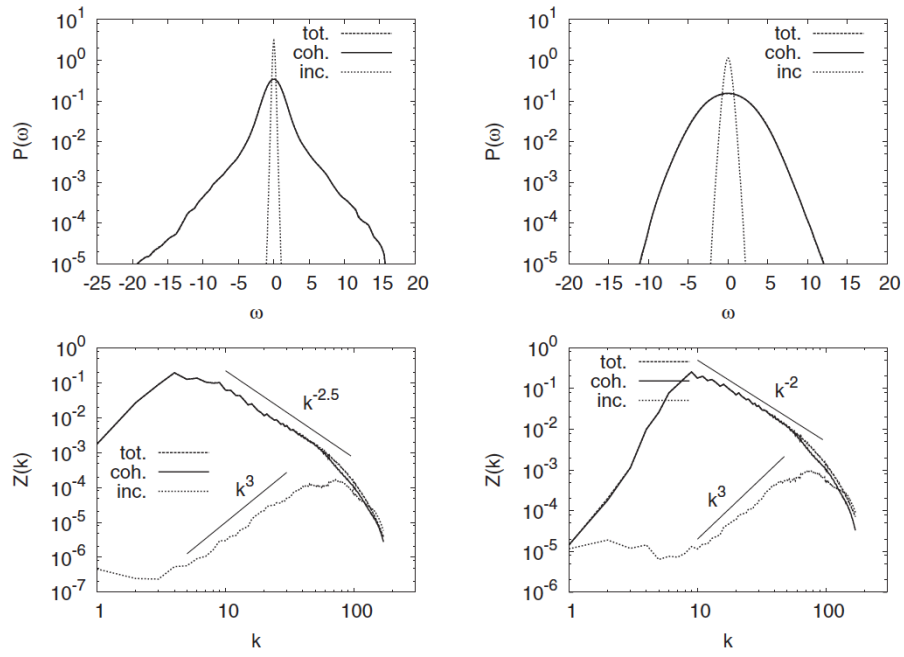 10^1
10^0
10^-1
10^-2
10^-3
10^-4
10^-5
P(ω)
tot.
coh.
inc.
-25 -20 -15 -10 -5 0 5 10 15 20
ω
10^1
10^0
10^-1
10^-2
10^-3
10^-4
10^-5
P(ω)
tot.
coh.
inc
-20 -15 -10 -5 0 5 10 15 20
ω
10^0
10^-1
10^-2
10^-3
10^-4
10^-5
10^-6
10^-7
Z(k)
k^-2.5
tot.
coh.
inc.
k^3
1 10 100
k
10^0
10^-1
10^-2
10^-3
10^-4
10^-5
10^-6
Z(k)
tot.
coh.
inc.
k^-2
k^3
1 10 100
k